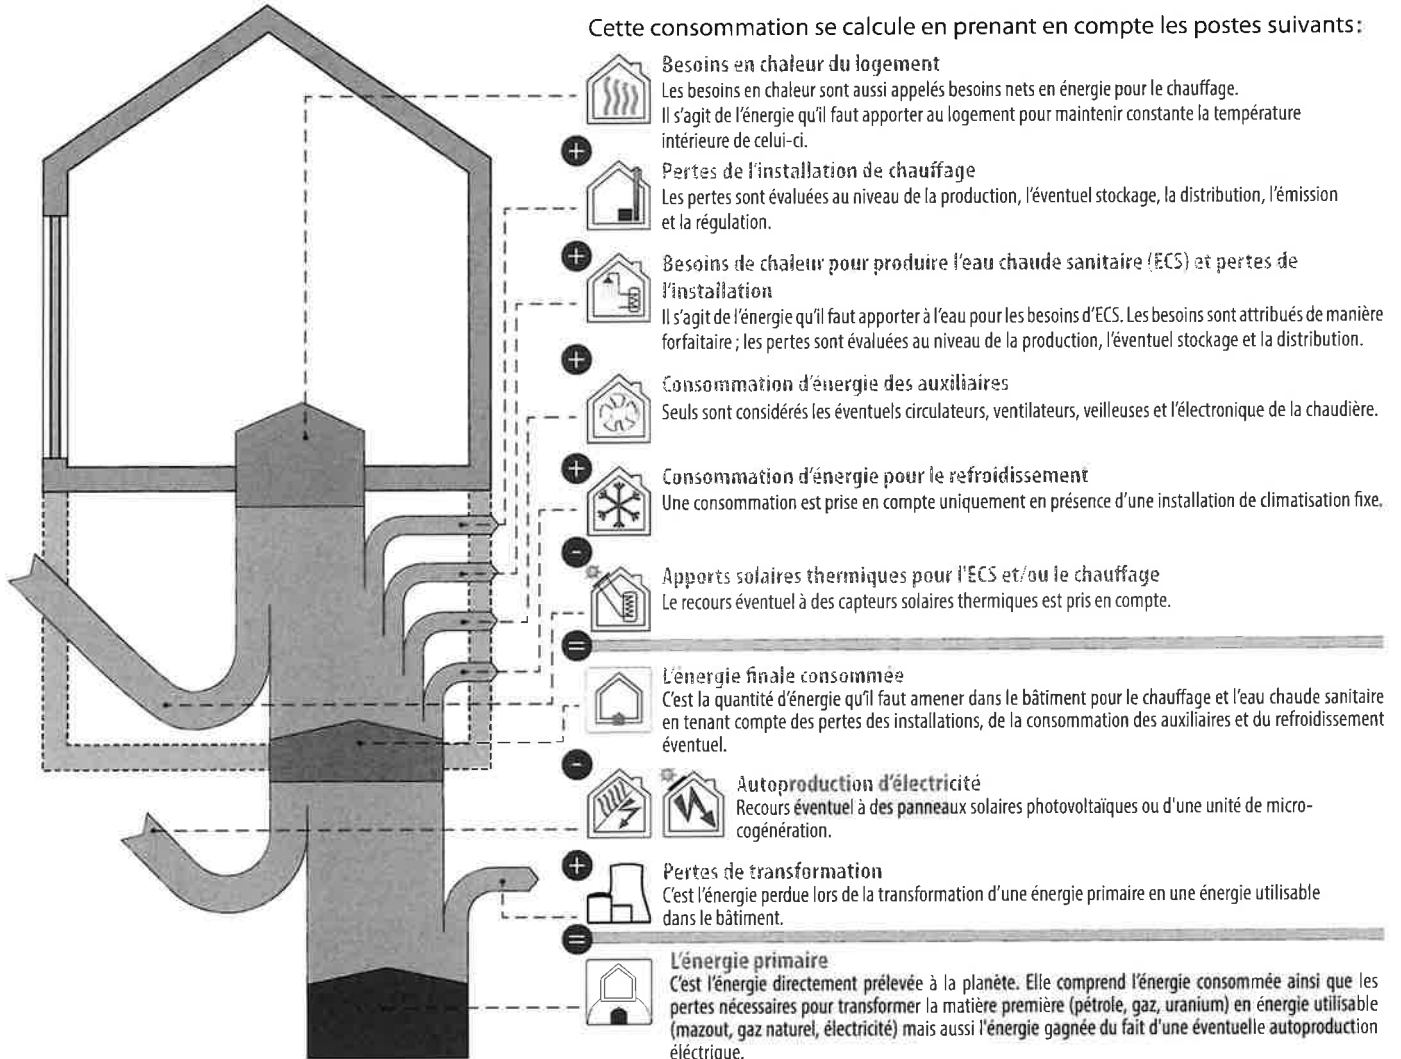 Cette consommation se calcule en prenant en compte les postes suivants:
Besoins en chaleur du logement
Les besoins en chaleur sont aussi appelés besoins nets en énergie pour le chauffage.
Il s'agit de l'énergie qu'il faut apporter au logement pour maintenir constante la température
intérieure de celui-ci.
+
Pertes de l'installation de chauffage
Les pertes sont évaluées au niveau de la production, l'éventuel stockage, la distribution, l'émission
et la régulation.
+
Besoins de chaleur pour produire l'eau chaude sanitaire (ECS) et pertes de
l'installation
Il s'agit de l'énergie qu'il faut apporter à l'eau pour les besoins d'ECS. Les besoins sont attribués de manière
forfaitaire ; les pertes sont évaluées au niveau de la production, l'éventuel stockage et la distribution.
+
Consommation d'énergie des auxiliaires
Seuls sont considérés les éventuels circulateurs, ventilateurs, veilleuses et l'électronique de la chaudière.
+
Consommation d'énergie pour le refroidissement
Une consommation est prise en compte uniquement en présence d'une installation de climatisation fixe.
-
Apports solaires thermiques pour l'ECS et/ou le chauffage
Le recours éventuel à des capteurs solaires thermiques est pris en compte.
=
L'énergie finale consommée
C'est la quantité d'énergie qu'il faut amener dans le bâtiment pour le chauffage et l'eau chaude sanitaire
en tenant compte des pertes des installations, de la consommation des auxiliaires et du refroidissement
éventuel.
-
Autoproduction d'électricité
Recours éventuel à des panneaux solaires photovoltaïques ou d'une unité de micro-
cogénération.
+
Pertes de transformation
C'est l'énergie perdue lors de la transformation d'une énergie primaire en une énergie utilisable
dans le bâtiment.
=
L'énergie primaire
C'est l'énergie directement prélevée à la planète. Elle comprend l'énergie consommée ainsi que les
pertes nécessaires pour transformer la matière première (pétrole, gaz, uranium) en énergie utilisable
(mazout, gaz naturel, électricité) mais aussi l'énergie gagnée du fait d'une éventuelle autoproduction
éléctrique.